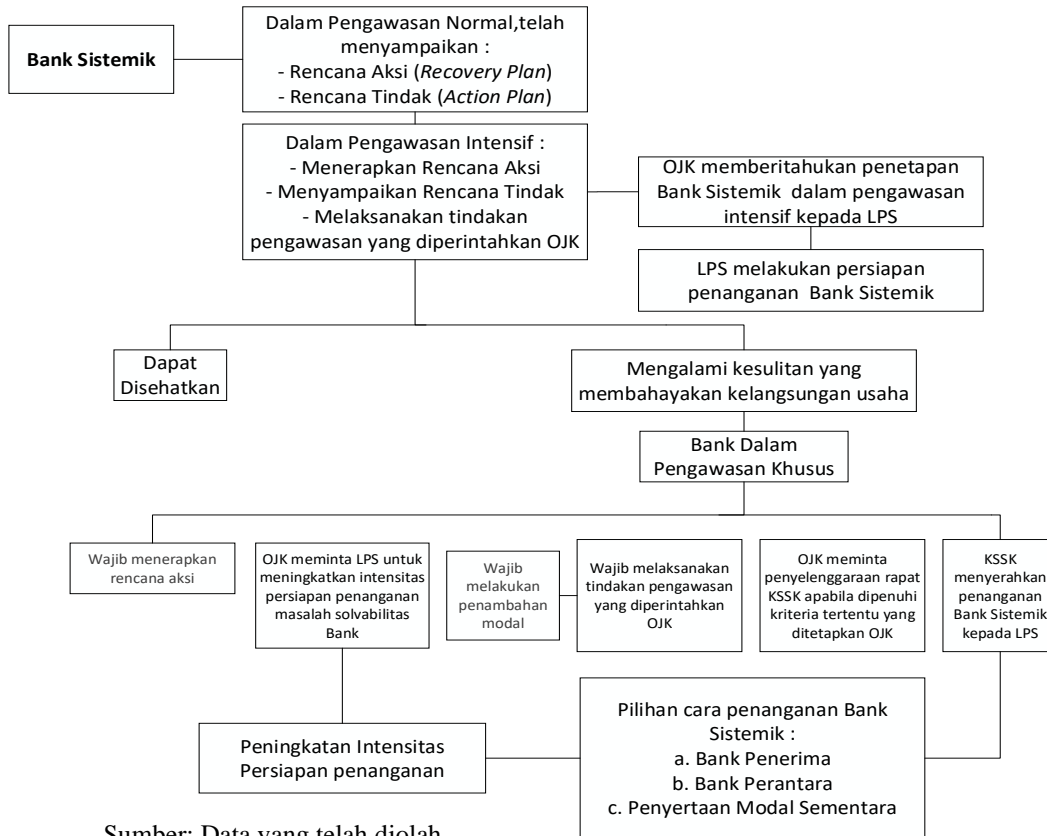 Bank Sistemik
Dalam Pengawasan Normal,telah
menyampaikan :
- Rencana Aksi (Recovery Plan)
- Rencana Tindak (Action Plan)
Dalam Pengawasan Intensif :
- Menerapkan Rencana Aksi
- Menyampaikan Rencana Tindak
- Melaksanakan tindakan
pengawasan yang diperintahkan OJK
OJK memberitahukan penetapan
Bank Sistemik dalam pengawasan
intensif kepada LPS
LPS melakukan persiapan
penanganan Bank Sistemik
Dapat
Disehatkan
Mengalami kesulitan yang
membahayakan kelangsungan usaha
Bank Dalam
Pengawasan Khusus
Wajib menerapkan
rencana aksi
OJK meminta LPS untuk
meningkatkan intensitas
persiapan penanganan
masalah solvabilitas
Bank
Wajib
melakukan
penambahan
modal
Wajib melaksanakan
tindakan pengawasan
yang diperintahkan
OJK
OJK meminta
penyelenggaraan rapat
KSSK apabila dipenuhi
kriteria tertentu yang
ditetapkan OJK
KSSK
menyerahkan
penanganan
Bank Sistemik
kepada LPS
Peningkatan Intensitas
Persiapan penanganan
Pilihan cara penanganan Bank
Sistemik :
a. Bank Penerima
b. Bank Perantara
c. Penyertaan Modal Sementara
Sumber: Data yang telah diolah